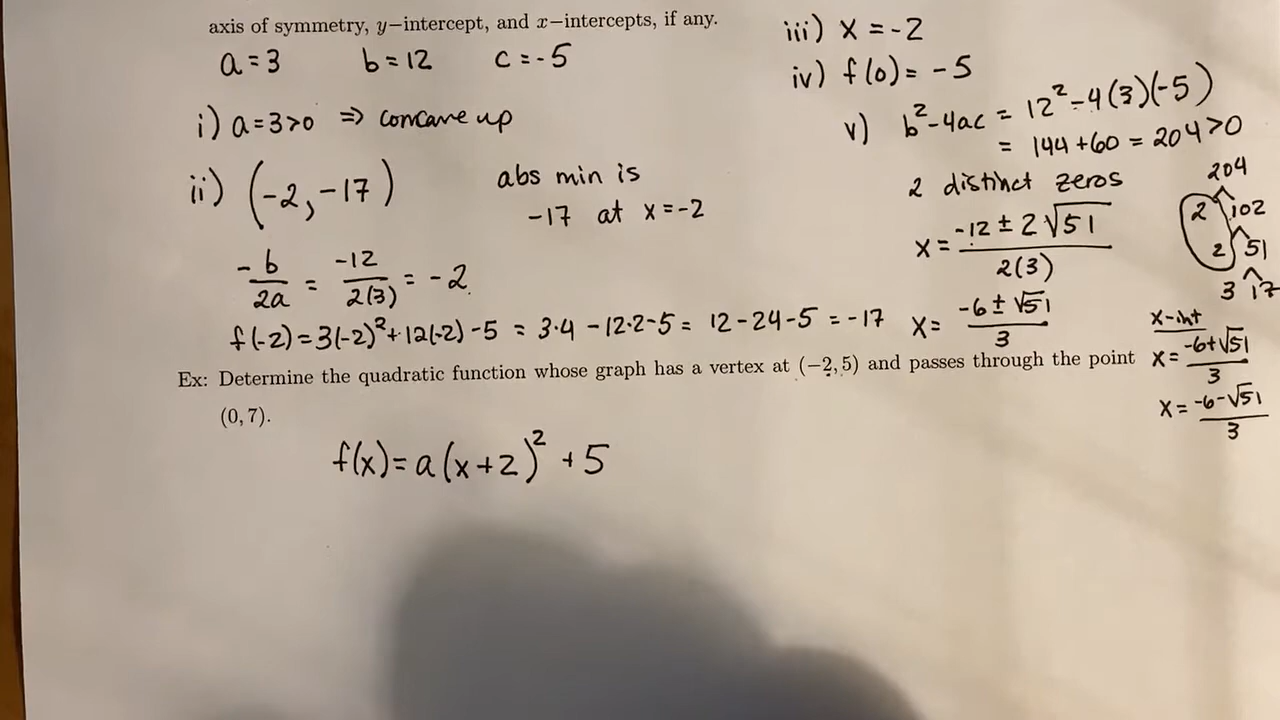 axis of symmetry, y−intercept, and x−intercepts, if any.
a=3 b=12 c=-5
i) a=3>0 ⇒ concave up
ii) (-2,-17)
abs min is
-17 at x=-2
-b/2a = -12/2(3) = -2
f(-2)=3(-2)²+12(-2)-5 = 3·4-12·2-5 = 12-24-5 = -17
iii) x=-2
iv) f(0)=-5
v) b²-4ac = 12²-4(3)(-5)
= 144+60=204>0
2 distinct zeros
x= -12±2√51/2(3)
x= -6±√51/3
204
2 102
2 51
3 17
x-int
x= -6+√51/3
x= -6-√51/3
Ex: Determine the quadratic function whose graph has a vertex at (−2, 5) and passes through the point
(0, 7).
f(x)=a(x+2)²+5